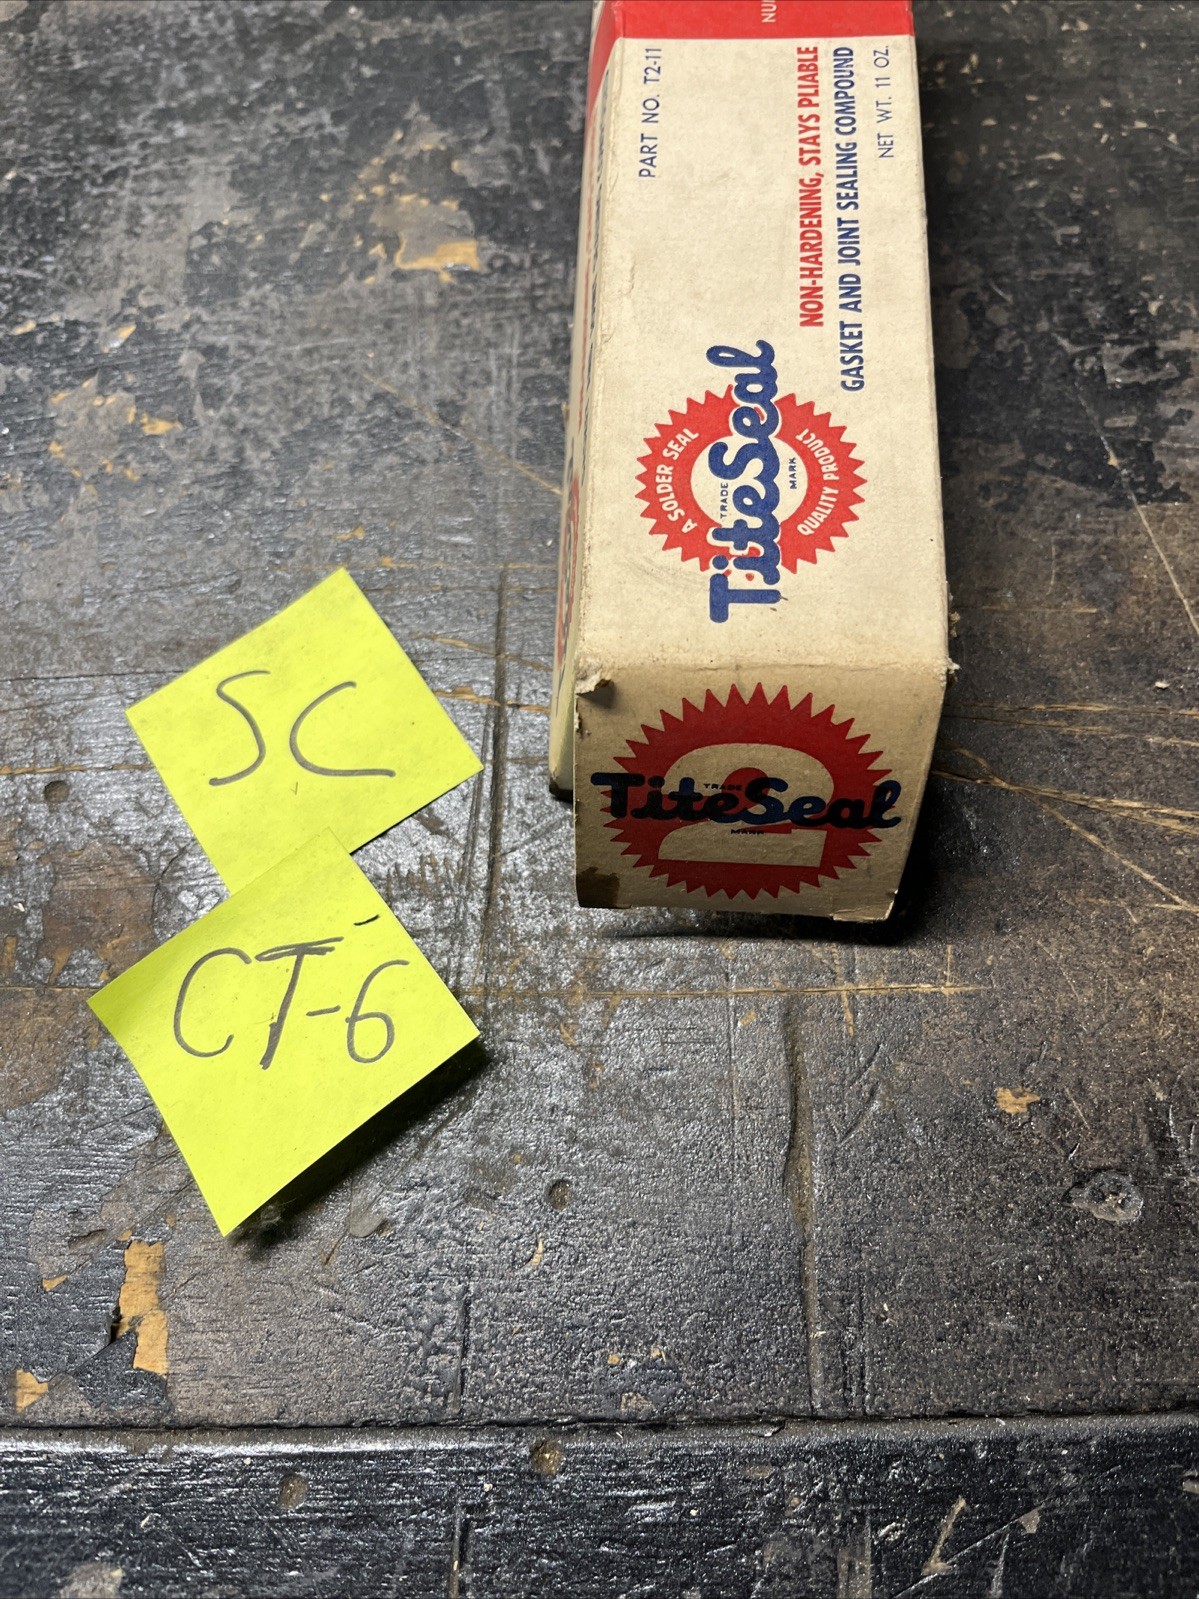 NU
PART NO. T2-11
NON-HARDENING, STAYS PLIABLE
GASKET AND JOINT SEALING COMPOUND
NET WT. 11 OZ.
A SOLDER SEAL
TRADE
TiteSeal
MARK
QUALITY PRODUCT
2
TRADE
TiteSeal
MARK
SC
CT-6